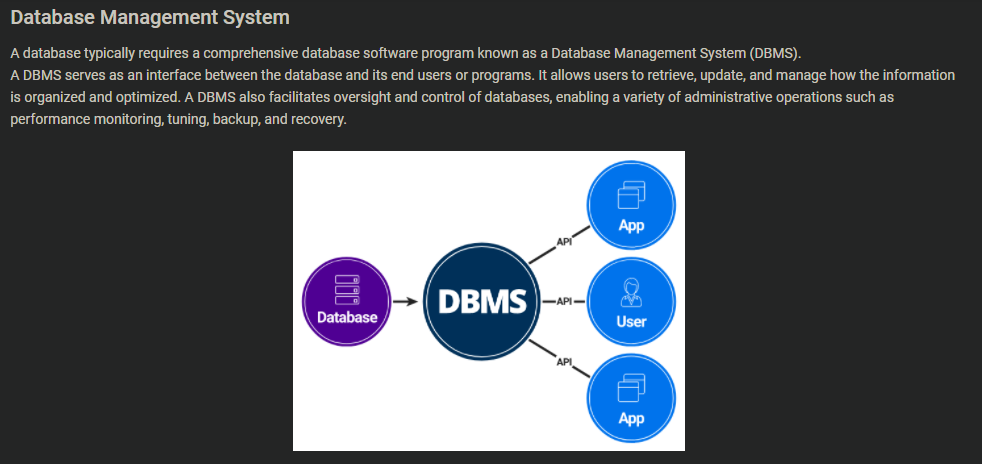 Database Management System
A database typically requires a comprehensive database software program known as a Database Management System (DBMS).
A DBMS serves as an interface between the database and its end users or programs. It allows users to retrieve, update, and manage how the information
is organized and optimized. A DBMS also facilitates oversight and control of databases, enabling a variety of administrative operations such as
performance monitoring, tuning, backup, and recovery.
App
API
Database
DBMS
API
User
API
App